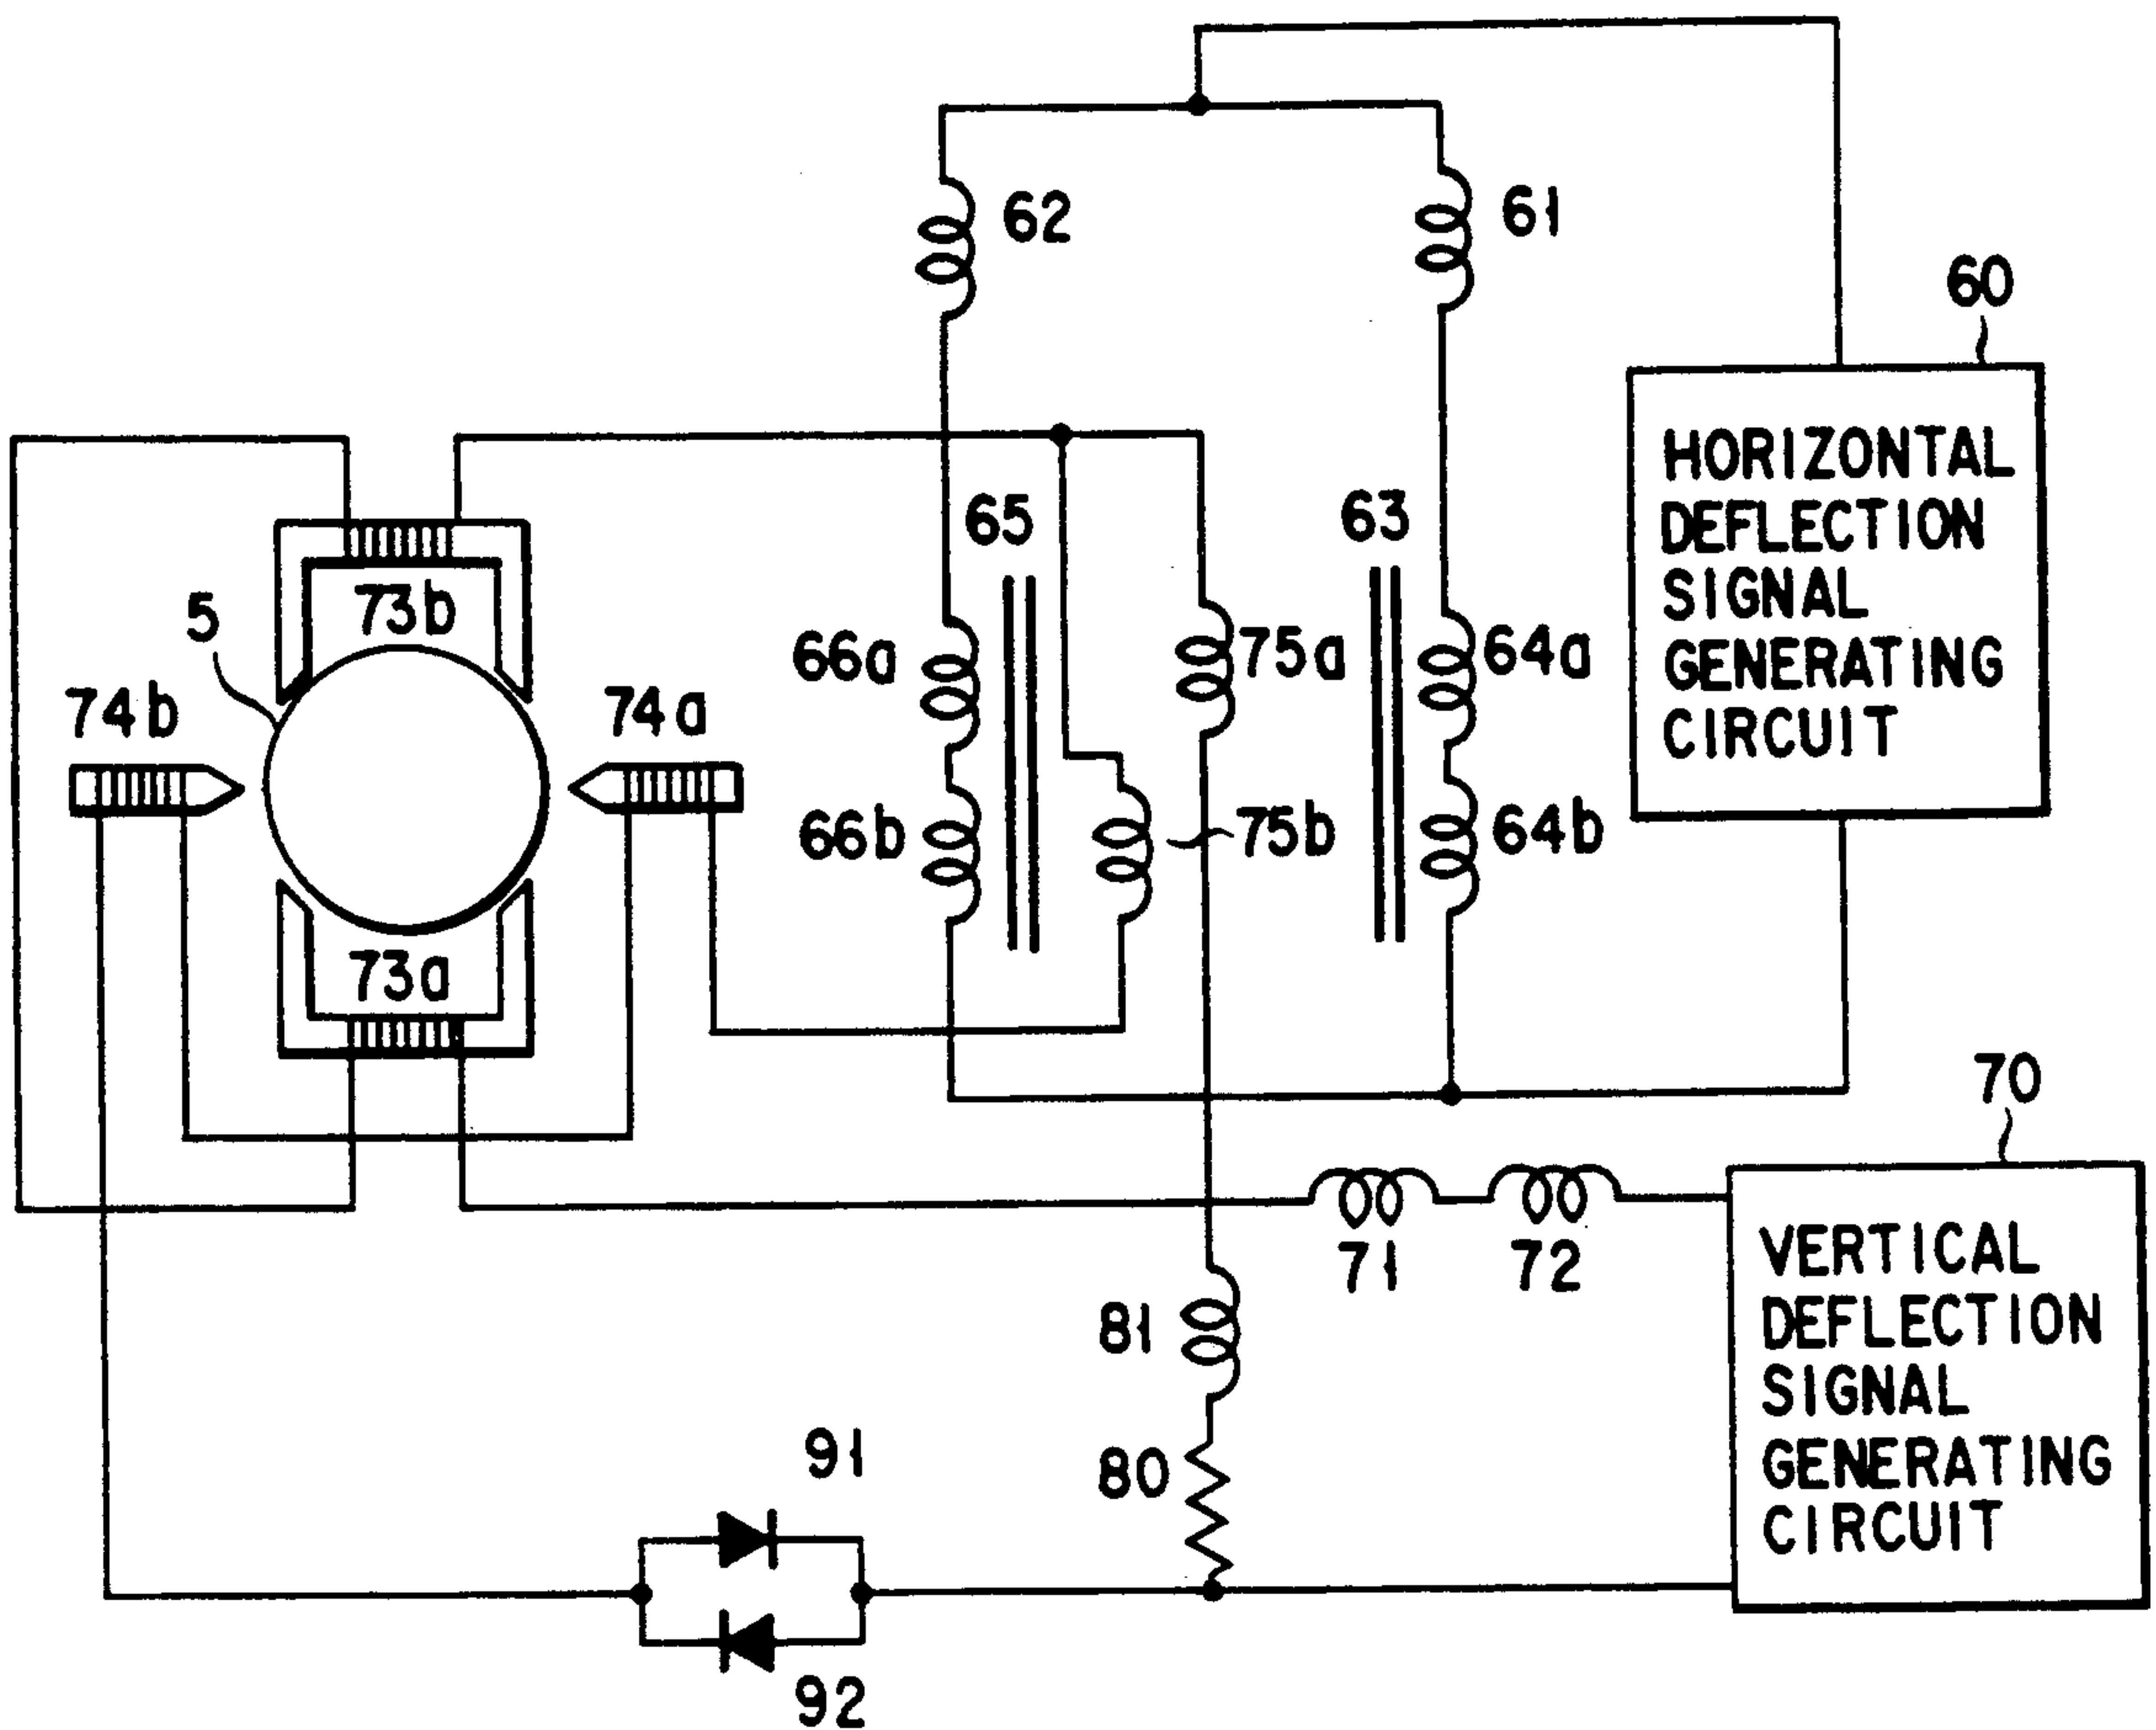 62
61
60
HORIZONTAL
DEFLECTION
SIGNAL
GENERATING
CIRCUIT
65
63
73b
5
66a
75a
64a
74b
74a
66b
75b
64b
73a
70
71
72
VERTICAL
DEFLECTION
SIGNAL
GENERATING
CIRCUIT
81
91
80
92